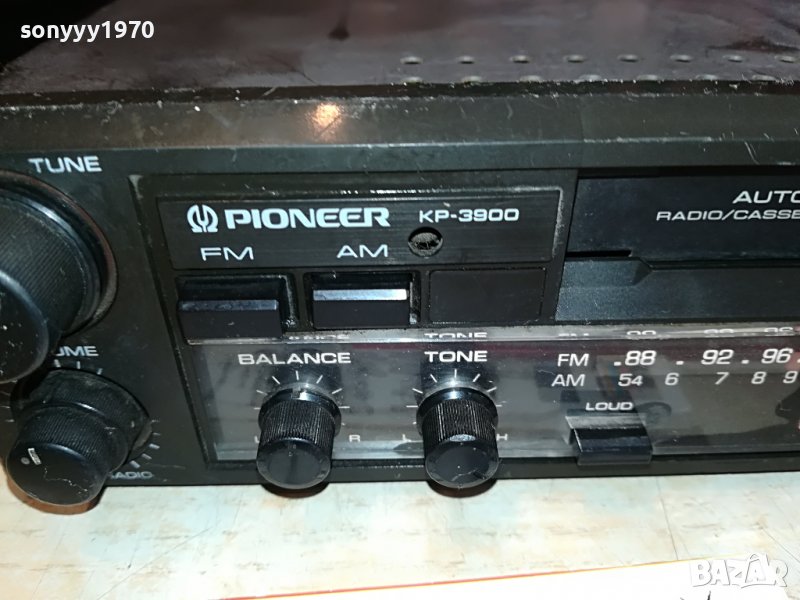 sonyyy1970
TUNE
PIONEER KP-3900
AUTO
RADIO/CASSE
FM AM
BALANCE TONE
FM .88 . 92 . 96 .
AM 54 6 7 8 9
LOUD
R L H
BAZAR